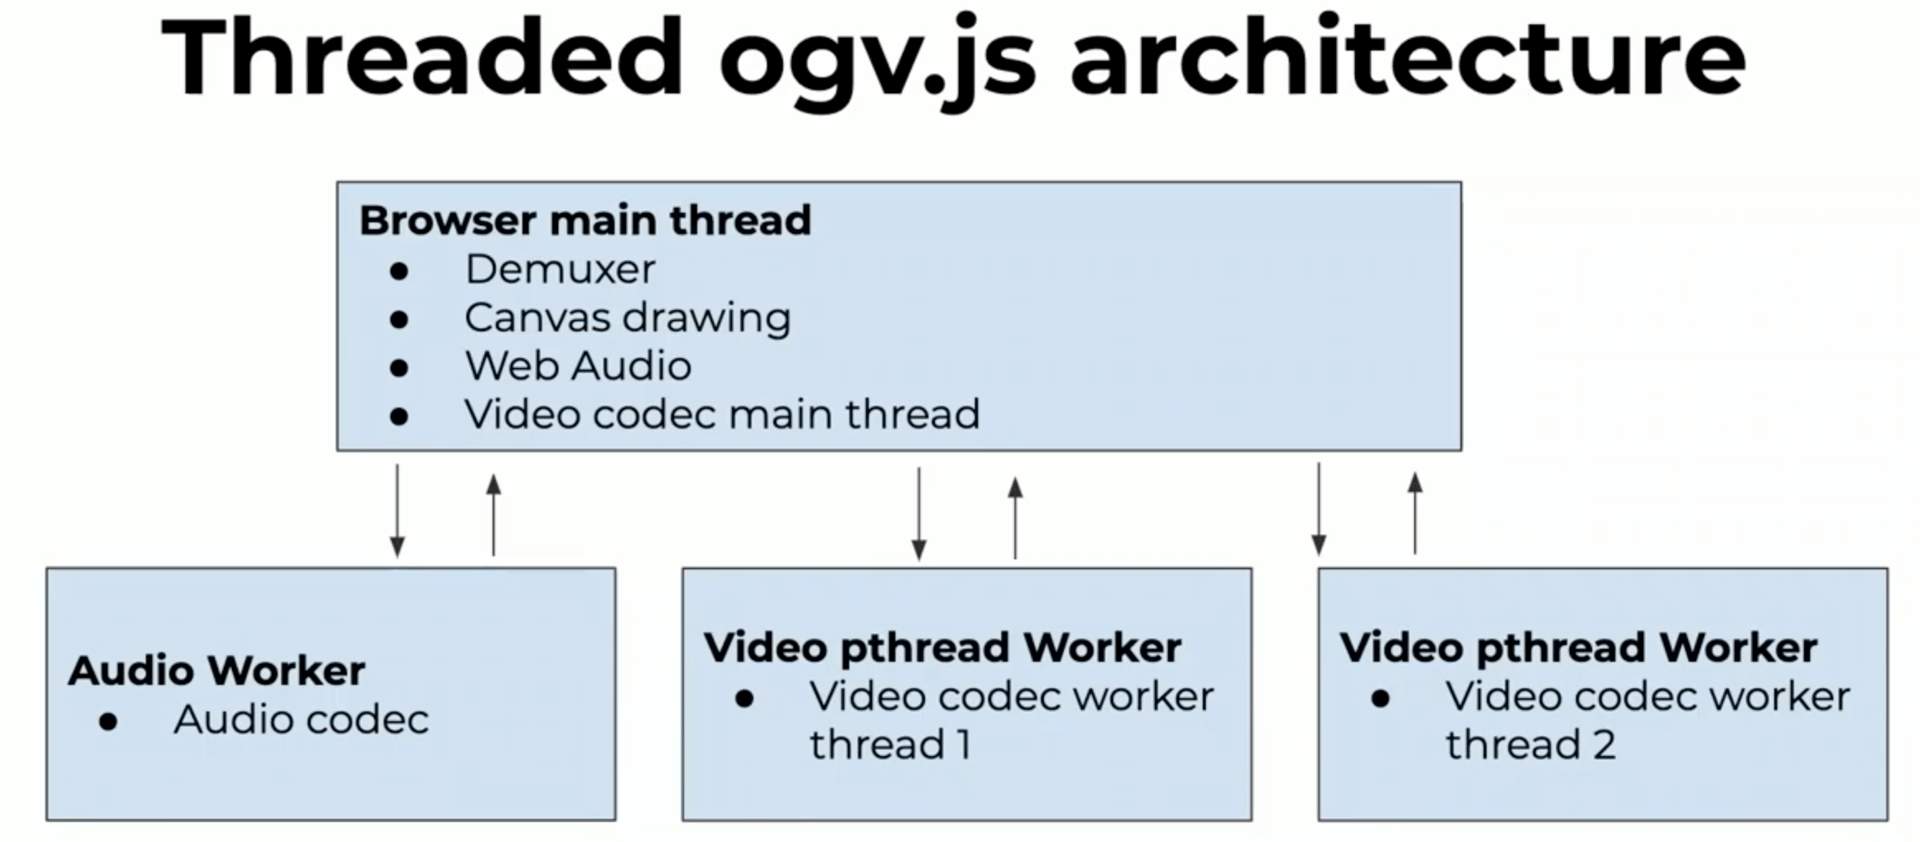 Threaded ogv.js architecture
Browser main thread
● Demuxer
● Canvas drawing
● Web Audio
● Video codec main thread
Audio Worker
● Audio codec
Video pthread Worker
● Video codec worker
thread 1
Video pthread Worker
● Video codec worker
thread 2